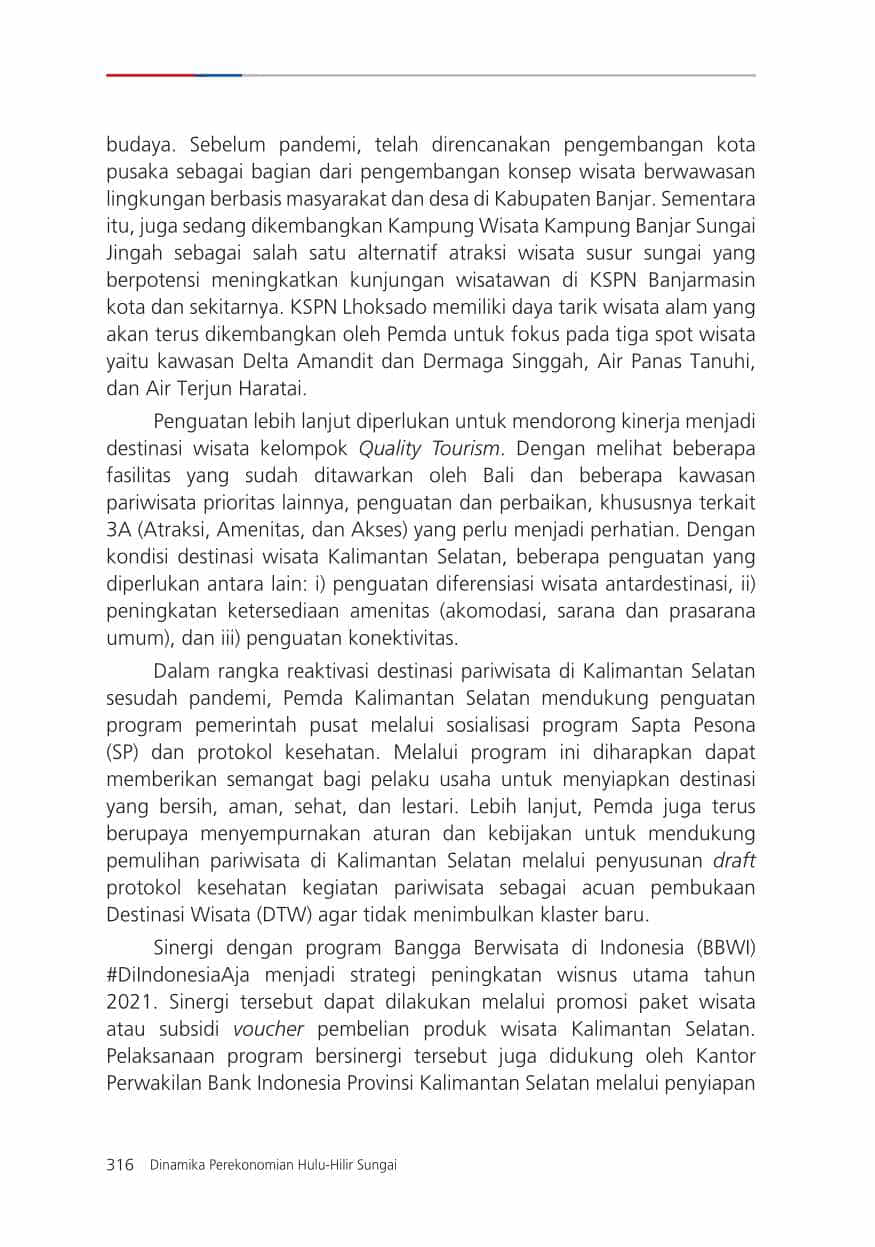 budaya. Sebelum pandemi, telah direncanakan pengembangan kota
pusaka sebagai bagian dari pengembangan konsep wisata berwawasan
lingkungan berbasis masyarakat dan desa di Kabupaten Banjar. Sementara
itu, juga sedang dikembangkan Kampung Wisata Kampung Banjar Sungai
Jingah sebagai salah satu alternatif atraksi wisata susur sungai yang
berpotensi meningkatkan kunjungan wisatawan di KSPN Banjarmasin
kota dan sekitarnya. KSPN Lhoksado memiliki daya tarik wisata alam yang
akan terus dikembangkan oleh Pemda untuk fokus pada tiga spot wisata
yaitu kawasan Delta Amandit dan Dermaga Singgah, Air Panas Tanuhi,
dan Air Terjun Haratai.
Penguatan lebih lanjut diperlukan untuk mendorong kinerja menjadi
destinasi wisata kelompok Quality Tourism. Dengan melihat beberapa
fasilitas yang sudah ditawarkan oleh Bali dan beberapa kawasan
pariwisata prioritas lainnya, penguatan dan perbaikan, khususnya terkait
3A (Atraksi, Amenitas, dan Akses) yang perlu menjadi perhatian. Dengan
kondisi destinasi wisata Kalimantan Selatan, beberapa penguatan yang
diperlukan antara lain: i) penguatan diferensiasi wisata antardestinasi, ii)
peningkatan ketersediaan amenitas (akomodasi, sarana dan prasarana
umum), dan iii) penguatan konektivitas.
Dalam rangka reaktivasi destinasi pariwisata di Kalimantan Selatan
sesudah pandemi, Pemda Kalimantan Selatan mendukung penguatan
program pemerintah pusat melalui sosialisasi program Sapta Pesona
(SP) dan protokol kesehatan. Melalui program ini diharapkan dapat
memberikan semangat bagi pelaku usaha untuk menyiapkan destinasi
yang bersih, aman, sehat, dan lestari. Lebih lanjut, Pemda juga terus
berupaya menyempurnakan aturan dan kebijakan untuk mendukung
pemulihan pariwisata di Kalimantan Selatan melalui penyusunan draft
protokol kesehatan kegiatan pariwisata sebagai acuan pembukaan
Destinasi Wisata (DTW) agar tidak menimbulkan klaster baru.
Sinergi dengan program Bangga Berwisata di Indonesia (BBWI)
#DiIndonesiaAja menjadi strategi peningkatan wisnus utama tahun
2021. Sinergi tersebut dapat dilakukan melalui promosi paket wisata
atau subsidi voucher pembelian produk wisata Kalimantan Selatan.
Pelaksanaan program bersinergi tersebut juga didukung oleh Kantor
Perwakilan Bank Indonesia Provinsi Kalimantan Selatan melalui penyiapan
316 Dinamika Perekonomian Hulu-Hilir Sungai